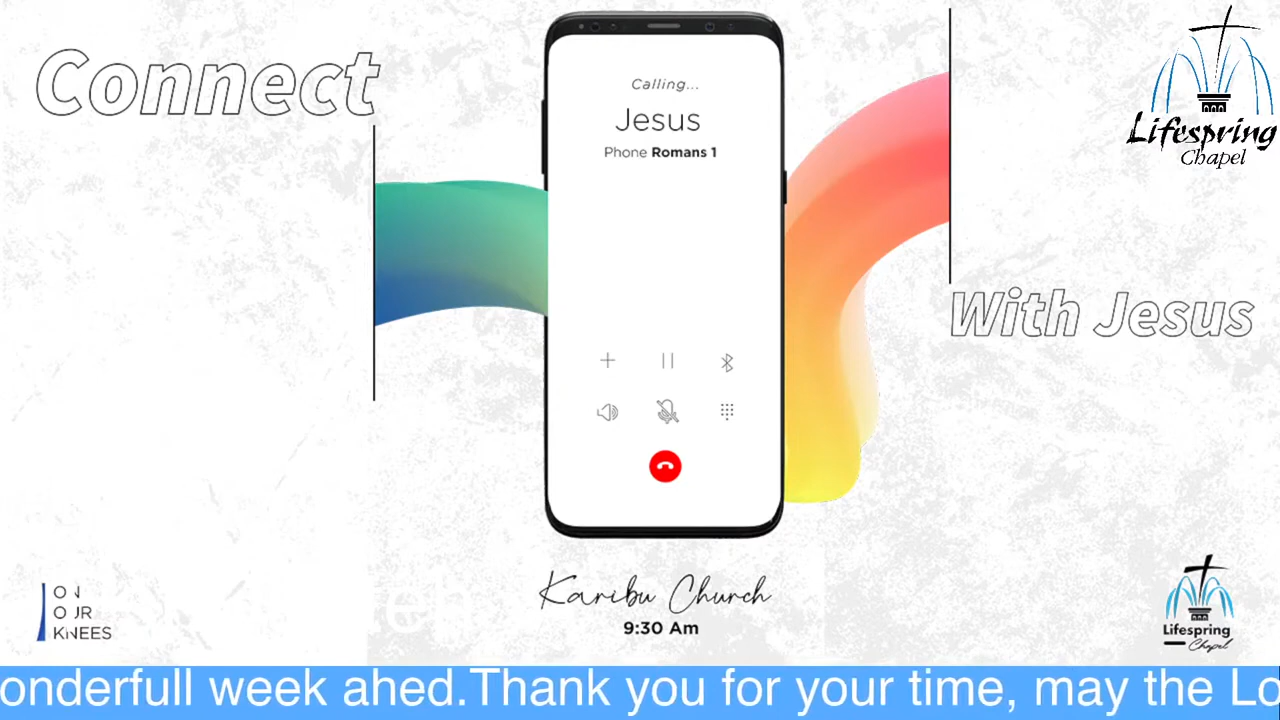 Connect
Calling...
Jesus
Phone Romans 1
With Jesus
Lifespring
Chapel
ON
OUR
KNEES
Karibu Church
9:30 Am
Lifespring
Chapel
onderfull week ahed.Thank you for your time, may the Lo